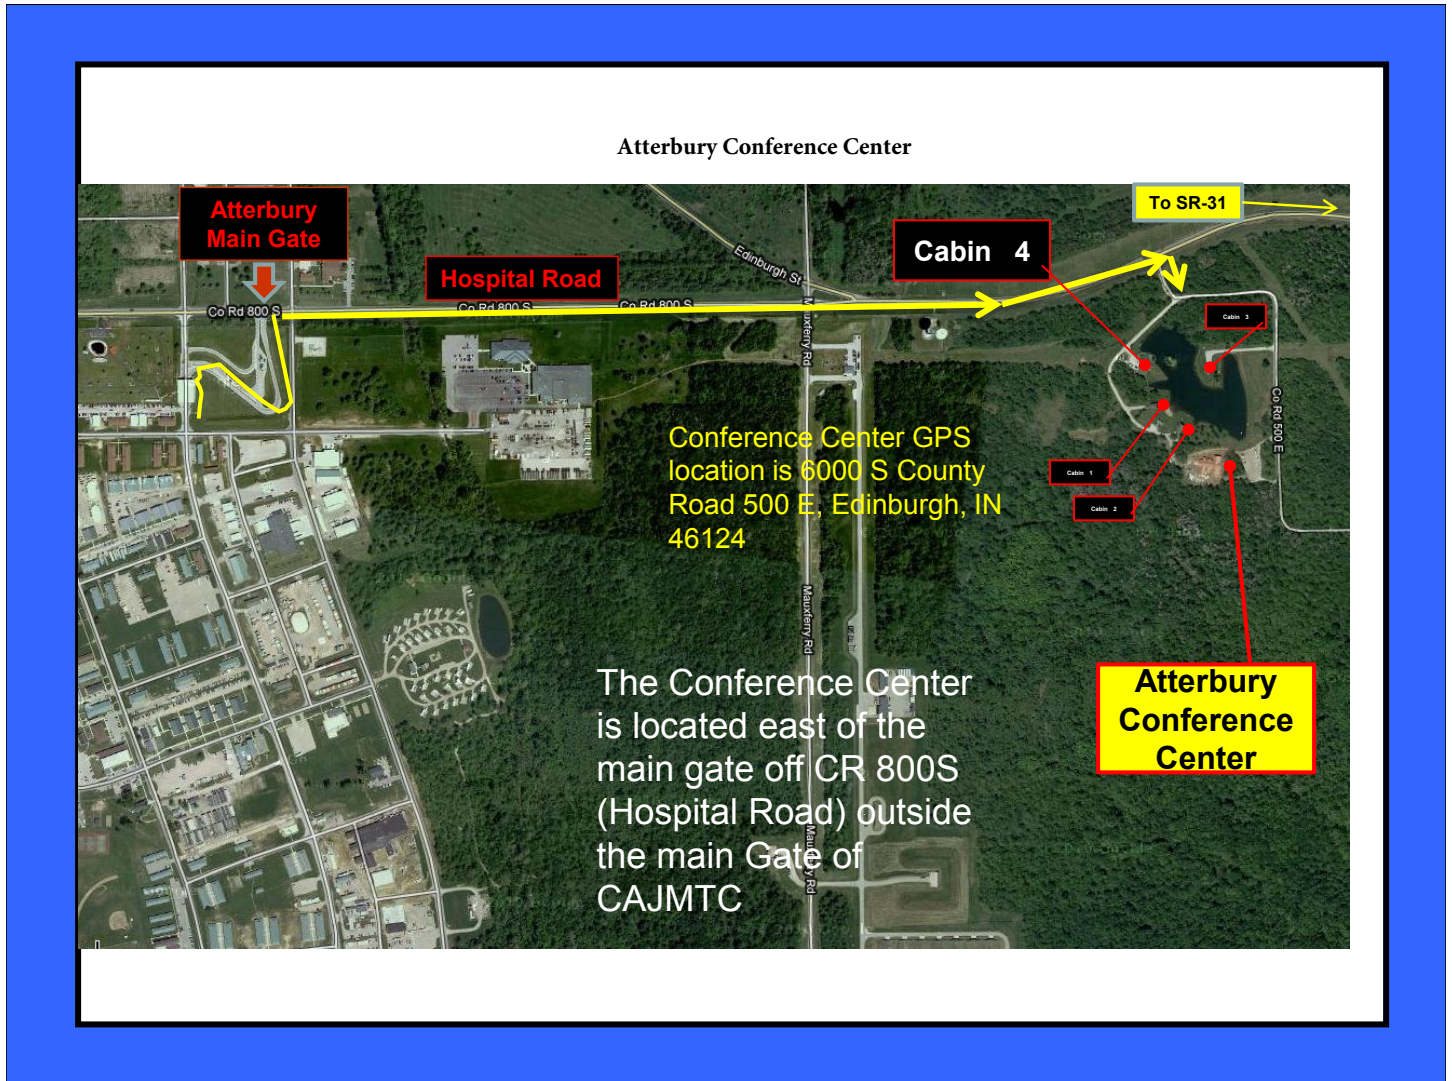 Atterbury Conference Center
Atterbury
Main Gate
To SR-31
Cabin 4
Edinburgh St
Hospital Road
Co Rd 800 S
Co Rd 800 S
Co Rd 800 S
Mauxferry Rd
Cabin 3
Co Rd 500 E
Conference Center GPS
location is 6000 S County
Road 500 E, Edinburgh, IN
46124
Cabin 1
Cabin 2
Mauxferry Rd
The Conference Center
is located east of the
main gate off CR 800S
(Hospital Road) outside
the main Gate of
CAJMTC
Atterbury
Conference
Center
Mauxferry Rd